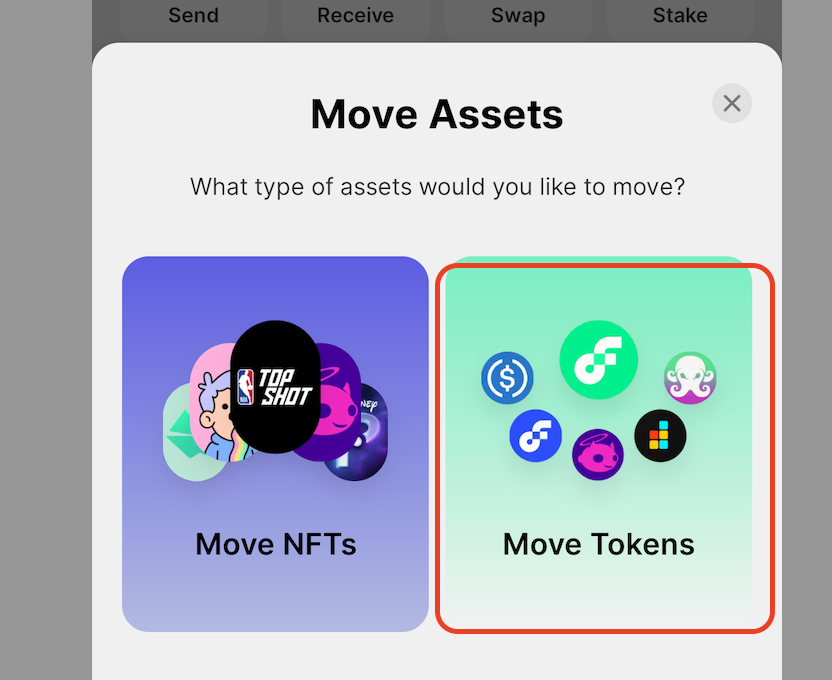 Send
Receive
Swap
Stake
Move Assets
What type of assets would you like to move?
TOP
SHOT
NBA
Move NFTs
Move Tokens